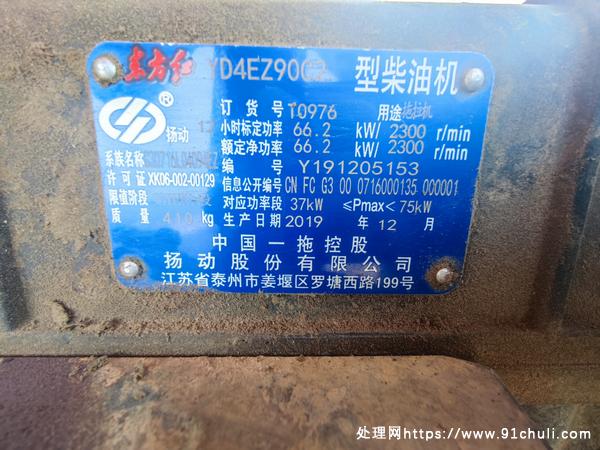 东方红 YD4EZ90C2 型柴油机
订货号 T0976 用途 拖拉机
扬动 12小时标定功率 66.2 kW/ 2300 r/min
额定净功率 66.2 kW/ 2300 r/min
系族名称
编号 Y191205153
许可证 XK06-002-00129 信息公开编号 CN FC G3 00 0716000135 000001
限值阶段 对应功率段 37kW ≤Pmax<75kW
质量 410 kg 生产日期 2019 年 12 月
中国一拖控股
扬动股份有限公司
江苏省泰州市姜堰区罗塘西路199号
处理网https://www.91chuli.com/